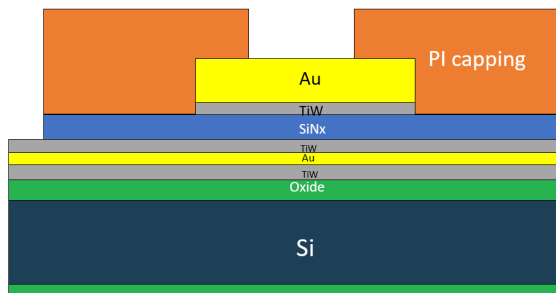 PI capping
Au
TiW
SiNx
TiW
Au
TiW
Oxide
Si